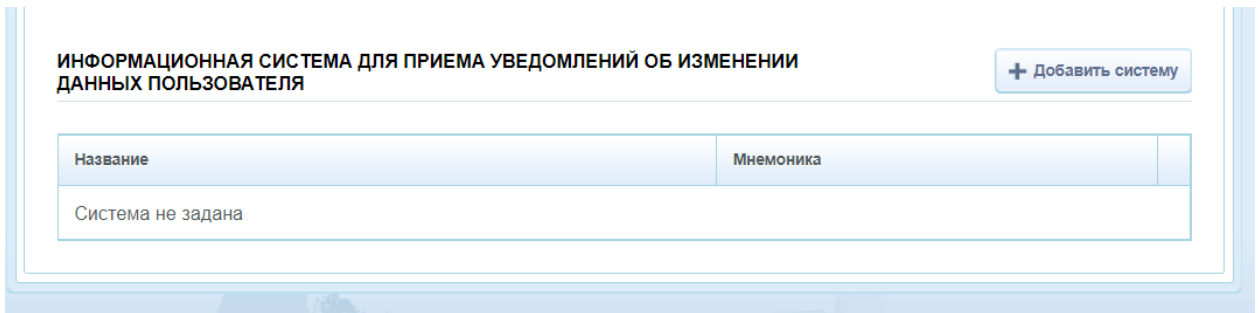 ИНФОРМАЦИОННАЯ СИСТЕМА ДЛЯ ПРИЕМА УВЕДОМЛЕНИЙ ОБ ИЗМЕНЕНИИ
ДАННЫХ ПОЛЬЗОВАТЕЛЯ
Добавить систему
Название Мнемоника
Система не задана